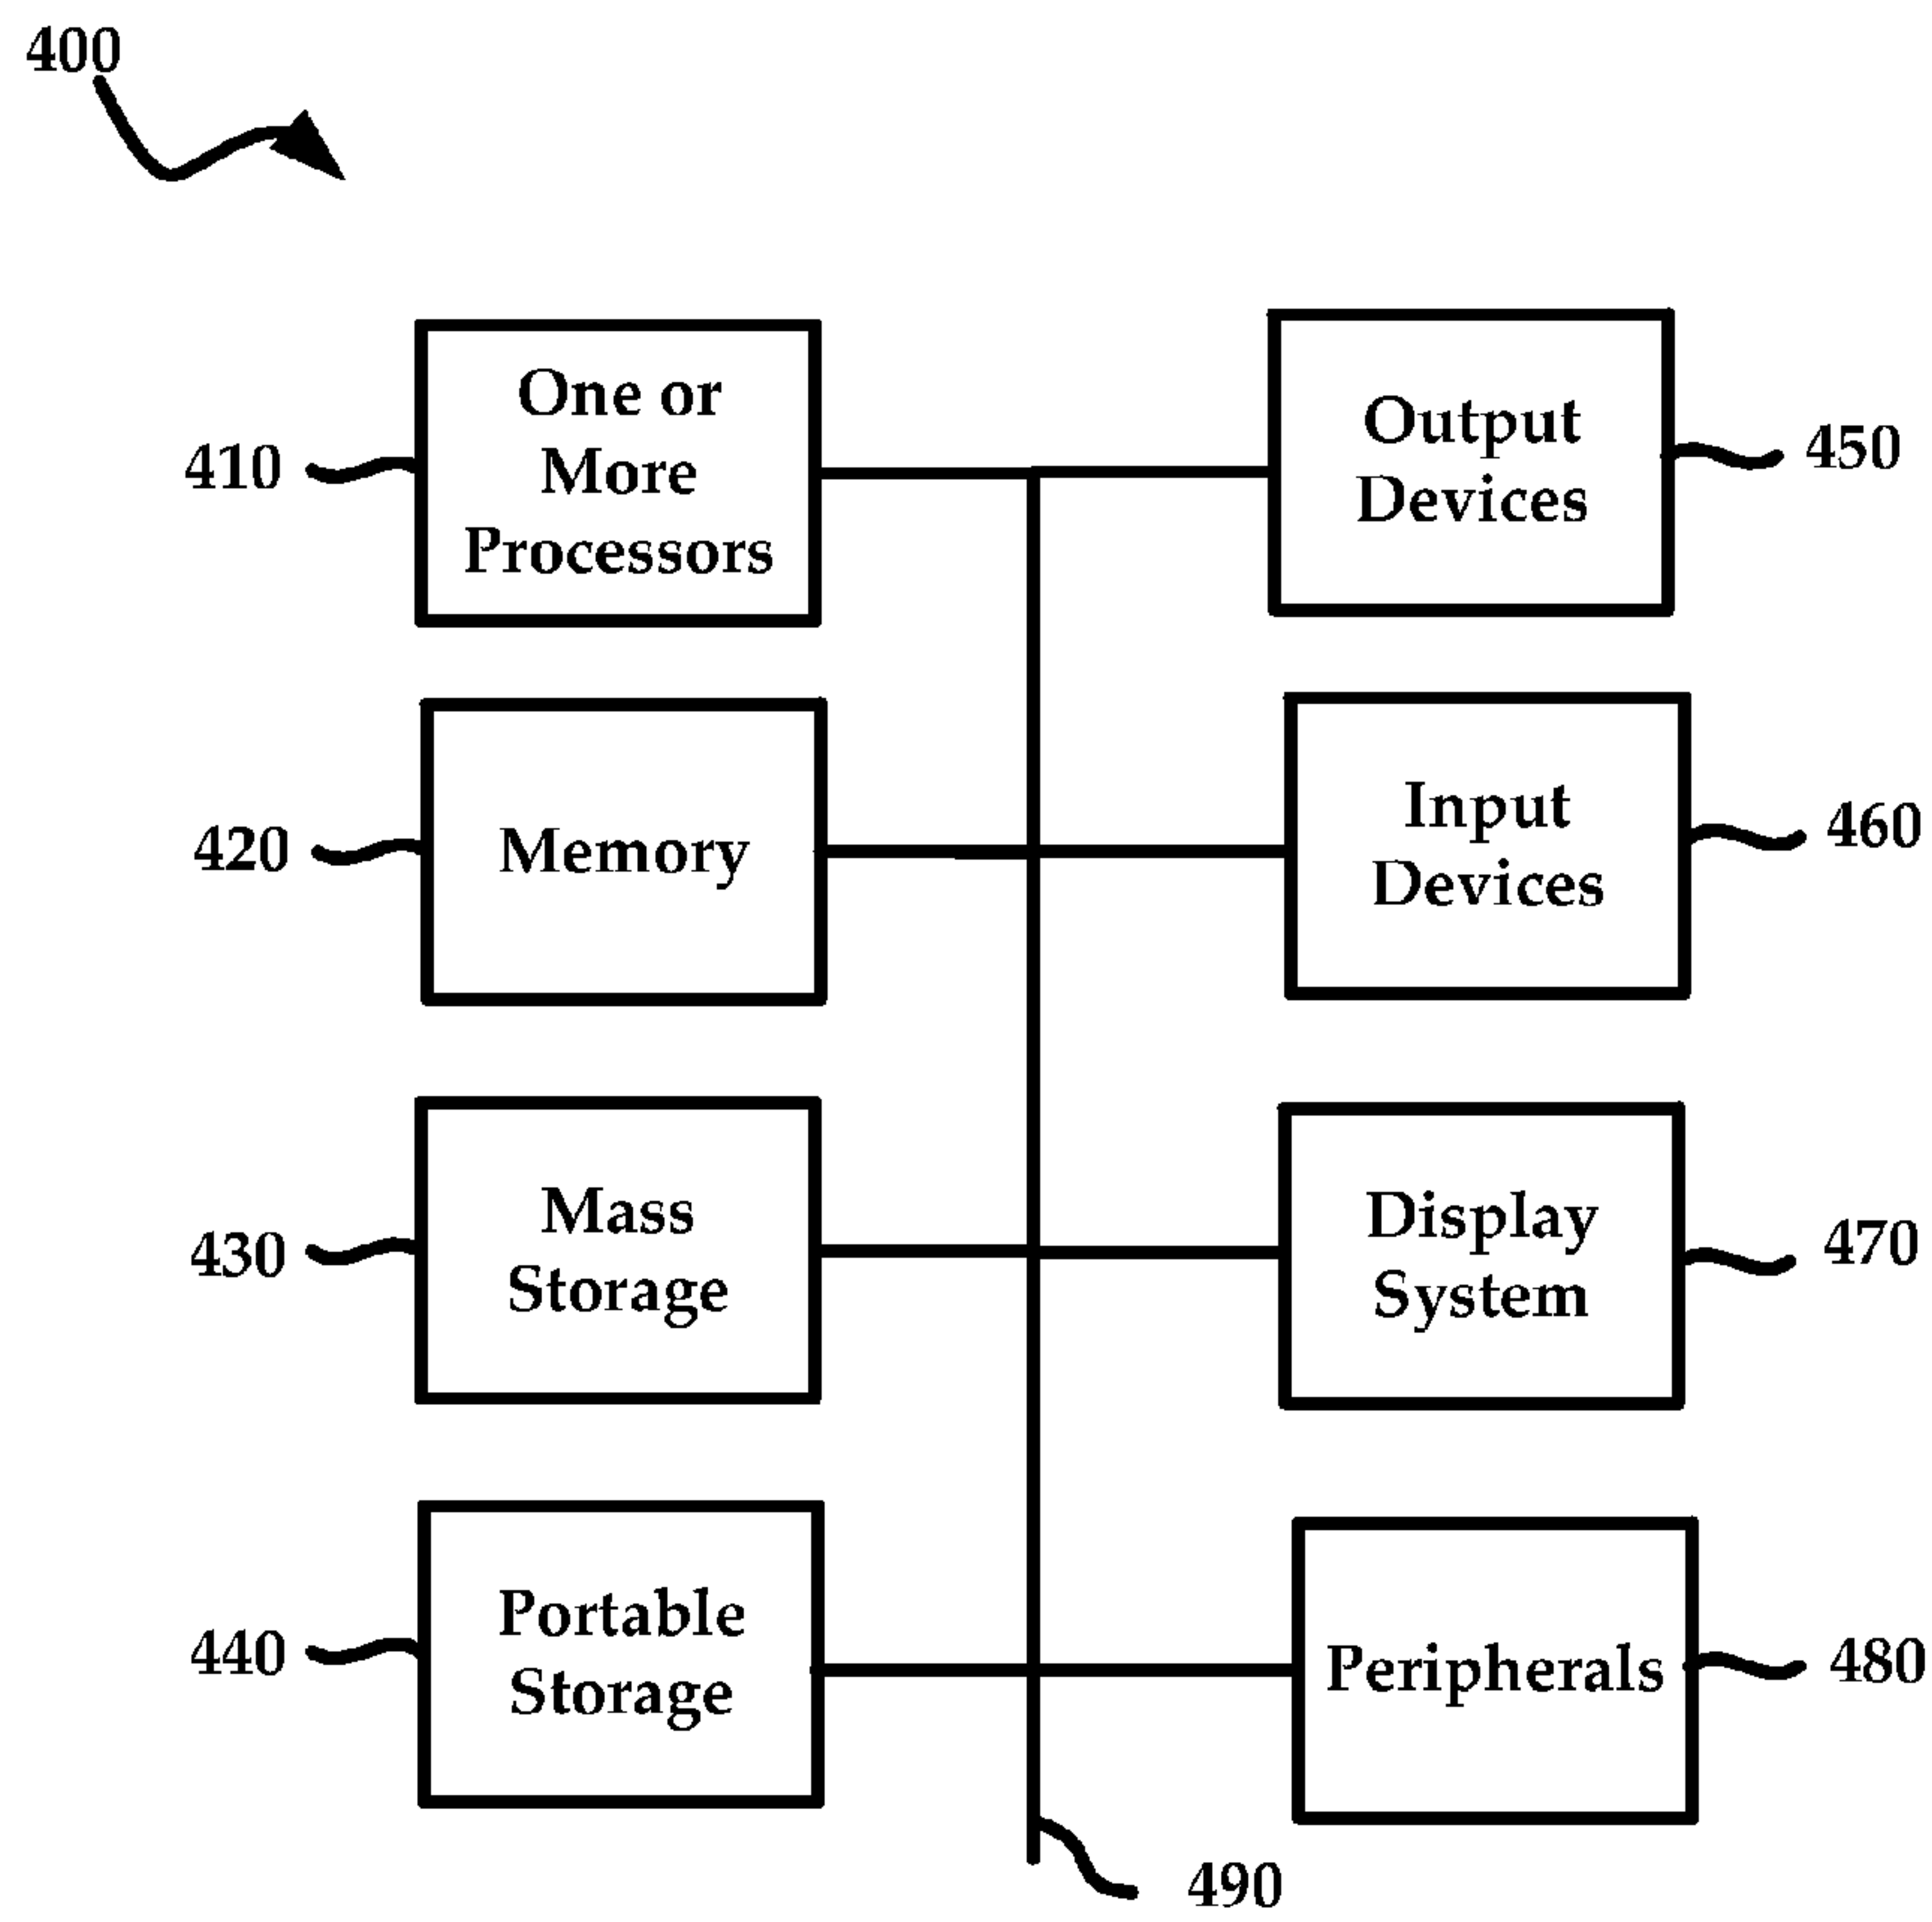 400
One or
More
Processors
410
Output
Devices
450
Memory
420
Input
Devices
460
Mass
Storage
430
Display
System
470
Portable
Storage
440
Peripherals
480
490